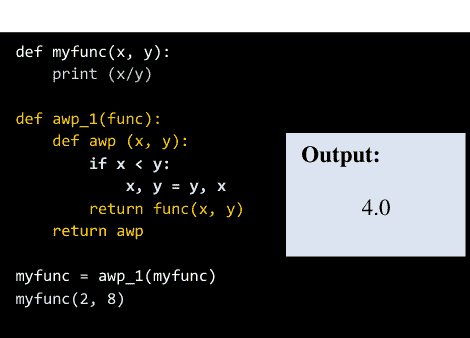 def myfunc(x, y):
    print (x/y)
def awp_1(func):
    def awp (x, y):
        if x < y:
            x, y = y, x
        return func(x, y)
    return awp
myfunc = awp_1(myfunc)
myfunc(2, 8)
Output:
4.0